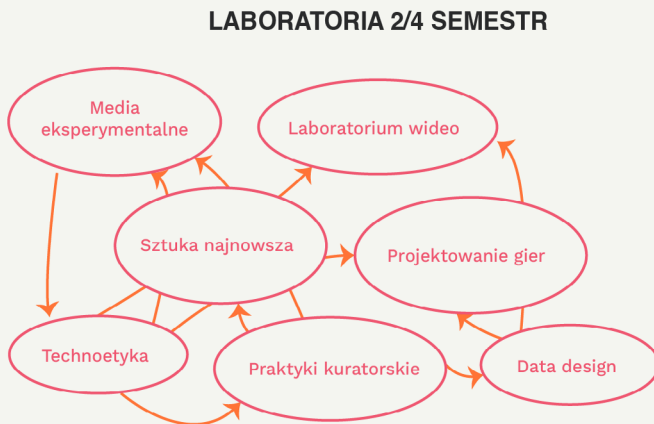 LABORATORIA 2/4 SEMESTR
Media
eksperymentalne
Laboratorium wideo
Sztuka najnowsza
Projektowanie gier
Technoetyka
Praktyki kuratorskie
Data design